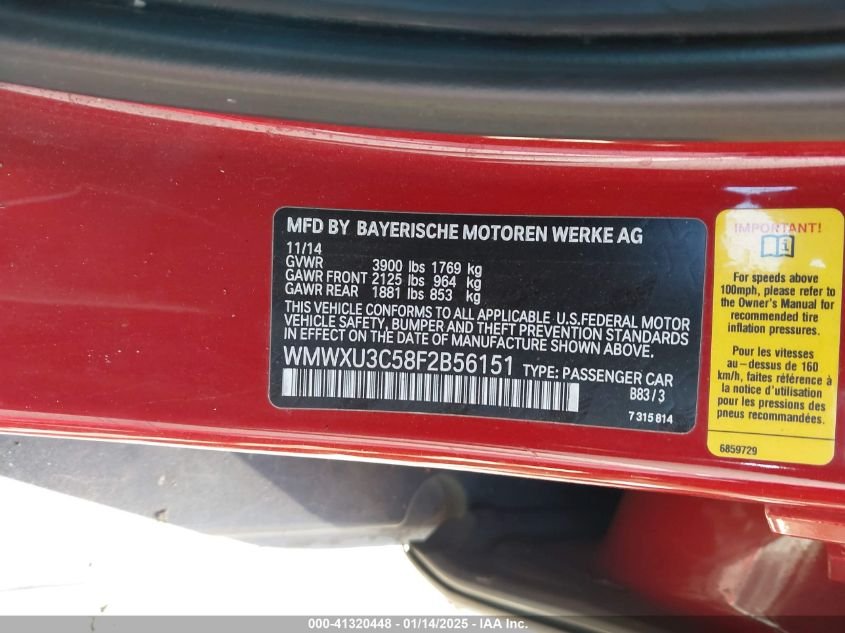 MFD BY BAYERISCHE MOTOREN WERKE AG
11/14
GVWR 3900 lbs 1769 kg
GAWR FRONT 2125 lbs 964 kg
GAWR REAR 1881 lbs 853 kg
THIS VEHICLE CONFORMS TO ALL APPLICABLE U.S.FEDERAL MOTOR
VEHICLE SAFETY, BUMPER AND THEFT PREVENTION STANDARDS
IN EFFECT ON THE DATE OF MANUFACTURE SHOWN ABOVE.
WMWXU3C58F2B56151 TYPE: PASSENGER CAR
B83/3
7 315 814
IMPORTANT!
For speeds above
100mph, please refer to
the Owner's Manual for
recommended tire
inflation pressures.
Pour les vitesses
au-dessus de 160
km/h, faites référence à
la notice d'utilisation
pour les pressions des
pneus recommandées.
6859729
000-41320448 - 01/14/2025 - IAA Inc.